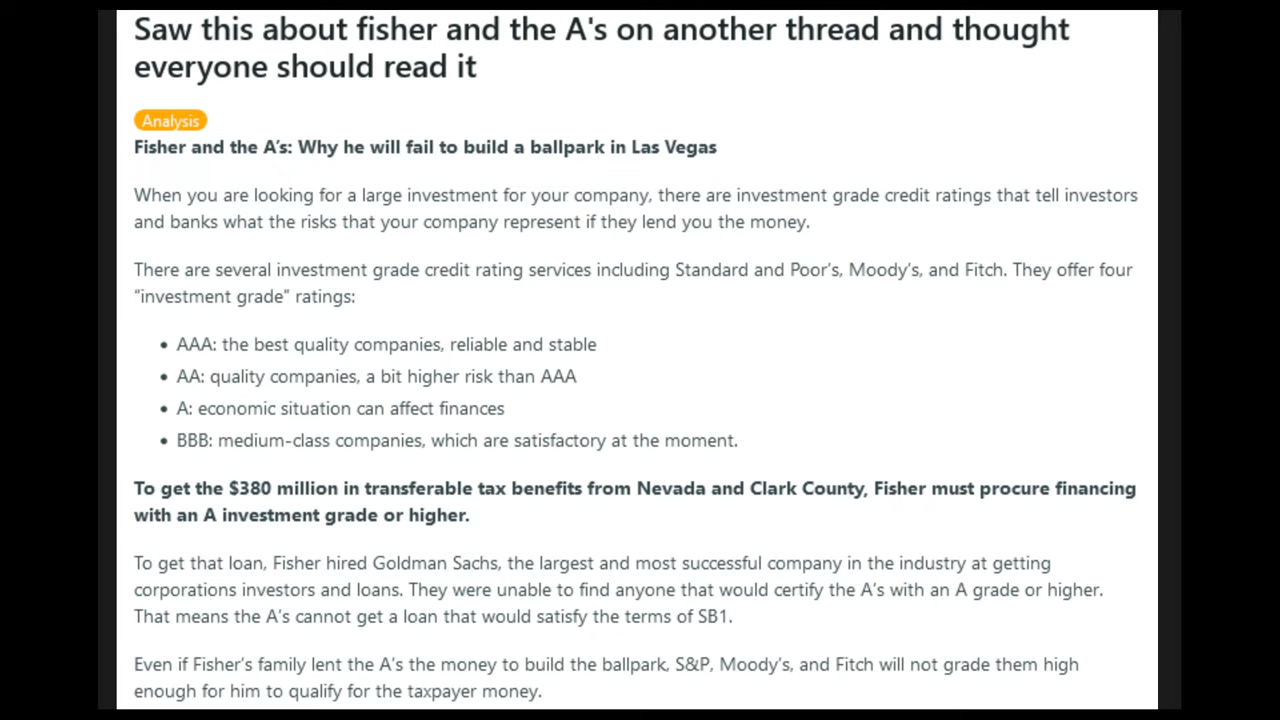 Saw this about fisher and the A's on another thread and thought
everyone should read it
Analysis
Fisher and the A’s: Why he will fail to build a ballpark in Las Vegas
When you are looking for a large investment for your company, there are investment grade credit ratings that tell investors
and banks what the risks that your company represent if they lend you the money.
There are several investment grade credit rating services including Standard and Poor’s, Moody’s, and Fitch. They offer four
“investment grade” ratings:
• AAA: the best quality companies, reliable and stable
• AA: quality companies, a bit higher risk than AAA
• A: economic situation can affect finances
• BBB: medium-class companies, which are satisfactory at the moment.
To get the $380 million in transferable tax benefits from Nevada and Clark County, Fisher must procure financing
with an A investment grade or higher.
To get that loan, Fisher hired Goldman Sachs, the largest and most successful company in the industry at getting
corporations investors and loans. They were unable to find anyone that would certify the A’s with an A grade or higher.
That means the A’s cannot get a loan that would satisfy the terms of SB1.
Even if Fisher’s family lent the A’s the money to build the ballpark, S&P, Moody’s, and Fitch will not grade them high
enough for him to qualify for the taxpayer money.